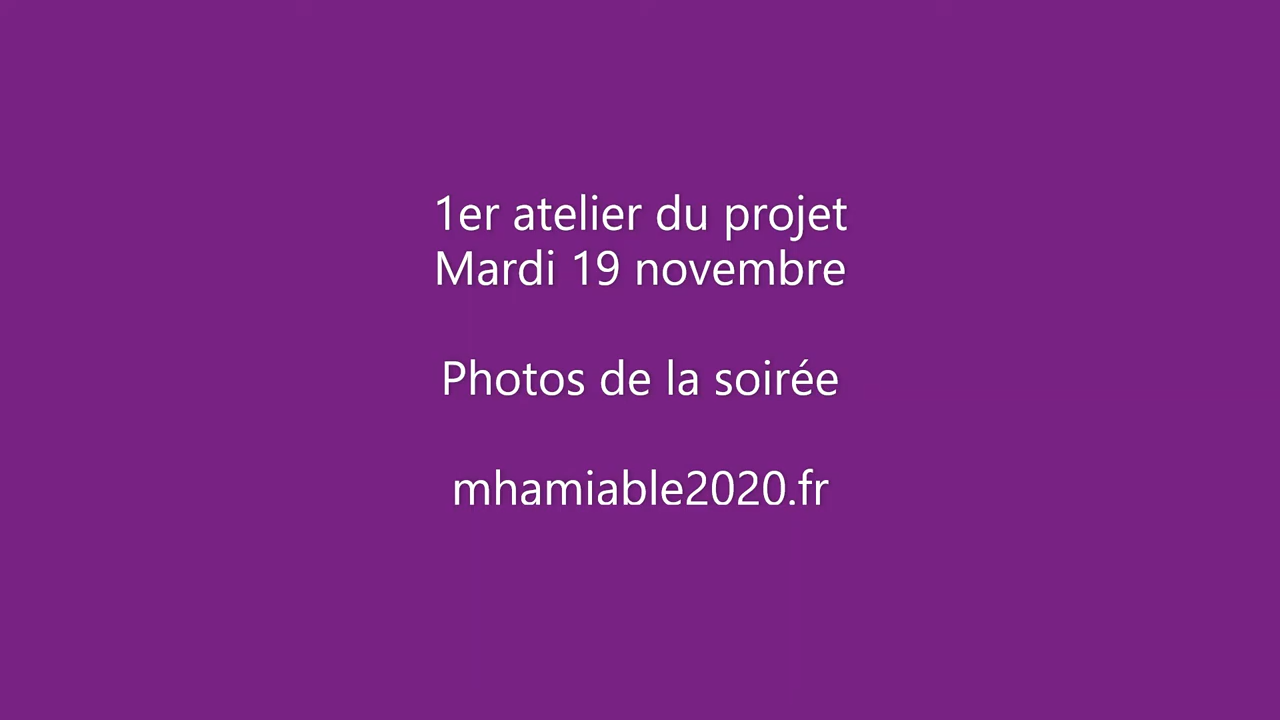 1er atelier du projet
Mardi 19 novembre
Photos de la soirée
mhamiable2020.fr